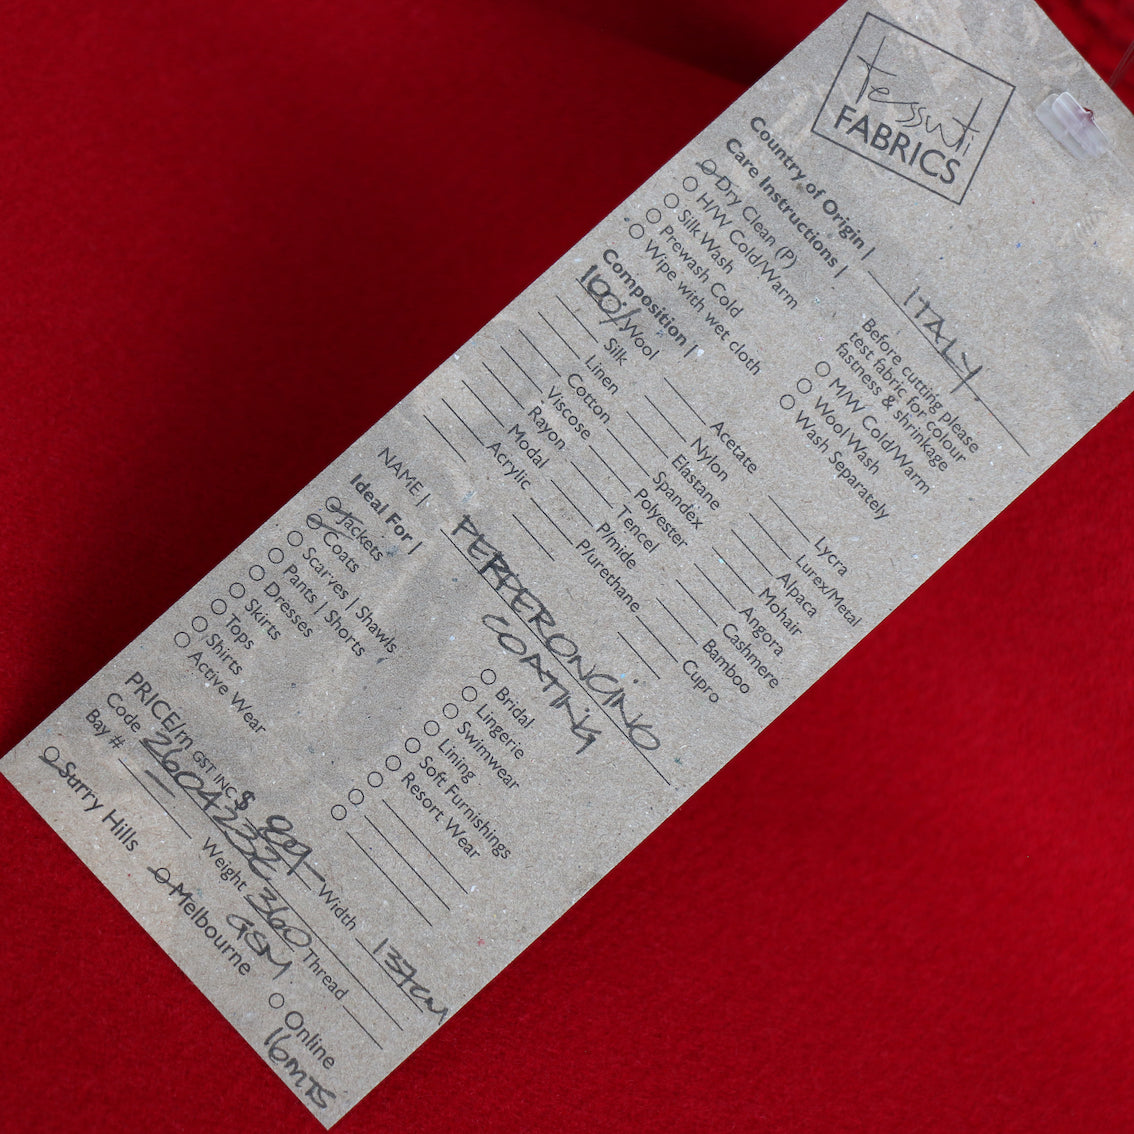 tessuti
FABRICS
Country of Origin | ITALY
Care Instructions |
Dry Clean (P)
H/W Cold/Warm
Silk Wash
Prewash Cold
Wipe with wet cloth
Before cutting please
test fabric for colour
fastness & shrinkage
M/W Cold/Warm
Wool Wash
Wash Separately
Composition |
100% Wool
Silk
Linen
Cotton
Viscose
Rayon
Modal
Acrylic
Acetate
Nylon
Elastane
Spandex
Polyester
Tencel
P/mide
P/urethane
Lycra
Lurex/Metal
Alpaca
Mohair
Angora
Cashmere
Bamboo
Cupro
NAME | PEPPERONCINO
COATING
Ideal For |
Jackets
Coats
Scarves | Shawls
Pants | Shorts
Dresses
Skirts
Tops
Shirts
Active Wear
Bridal
Lingerie
Swimwear
Lining
Soft Furnishings
Resort Wear
PRICE/m GST INC $ Width 137cm
Code 2604232 Weight 360 GSM Thread
Bay #
Surry Hills
Melbourne
Online
16MTS